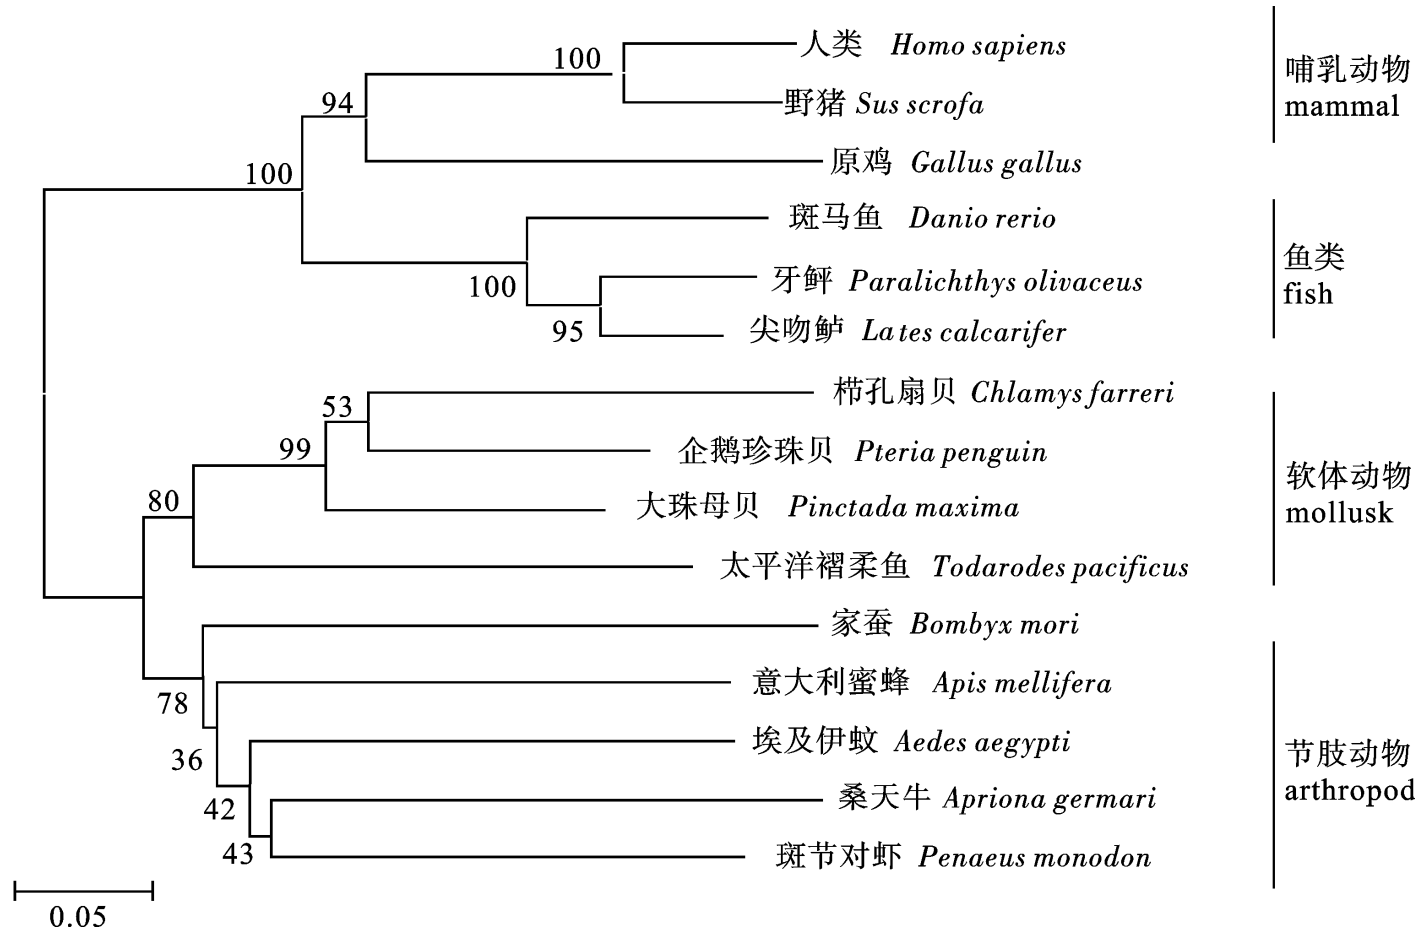 100
人类 Homo sapiens
野猪 Sus scrofa
94
原鸡 Gallus gallus
哺乳动物
mammal
100
斑马鱼 Danio rerio
100
牙鲆 Paralichthys olivaceus
95
尖吻鲈 Lates calcarifer
鱼类
fish
53
栉孔扇贝 Chlamys farreri
99
企鹅珍珠贝 Pteria penguin
80
大珠母贝 Pinctada maxima
太平洋褶柔鱼 Todarodes pacificus
软体动物
mollusk
家蚕 Bombyx mori
78
意大利蜜蜂 Apis mellifera
36
埃及伊蚊 Aedes aegypti
42
桑天牛 Apriona germari
43
斑节对虾 Penaeus monodon
节肢动物
arthropod
0.05